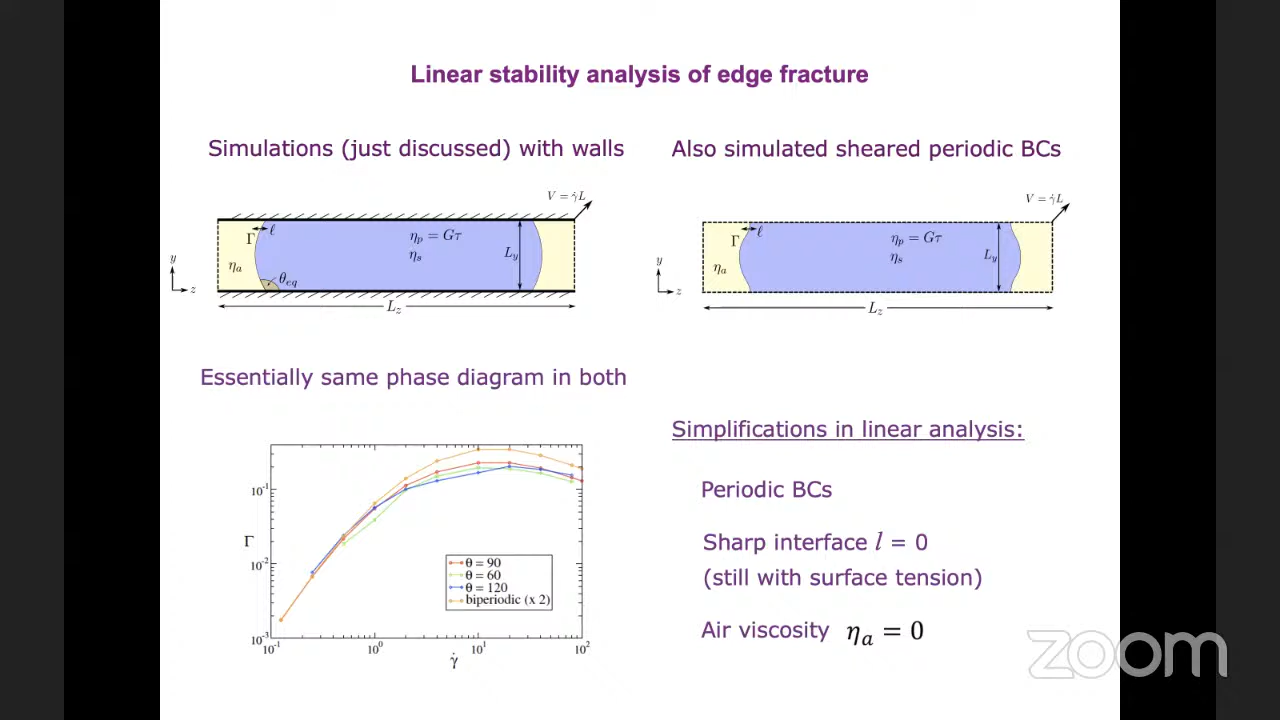 Linear stability analysis of edge fracture
Simulations (just discussed) with walls
V = γ̇L
Γ
ℓ
η_p = Gτ
η_s
L_y
η_a
θ_eq
y
z
L_z
Also simulated sheared periodic BCs
V = γ̇L
Γ
ℓ
η_p = Gτ
η_s
L_y
η_a
y
z
L_z
Essentially same phase diagram in both
10^-1
10^-2
10^-3
Γ
θ = 90
θ = 60
θ = 120
biperiodic (x 2)
10^-1 10^0 10^1 10^2
γ̇
Simplifications in linear analysis:
Periodic BCs
Sharp interface l = 0
(still with surface tension)
Air viscosity η_a = 0
zoom